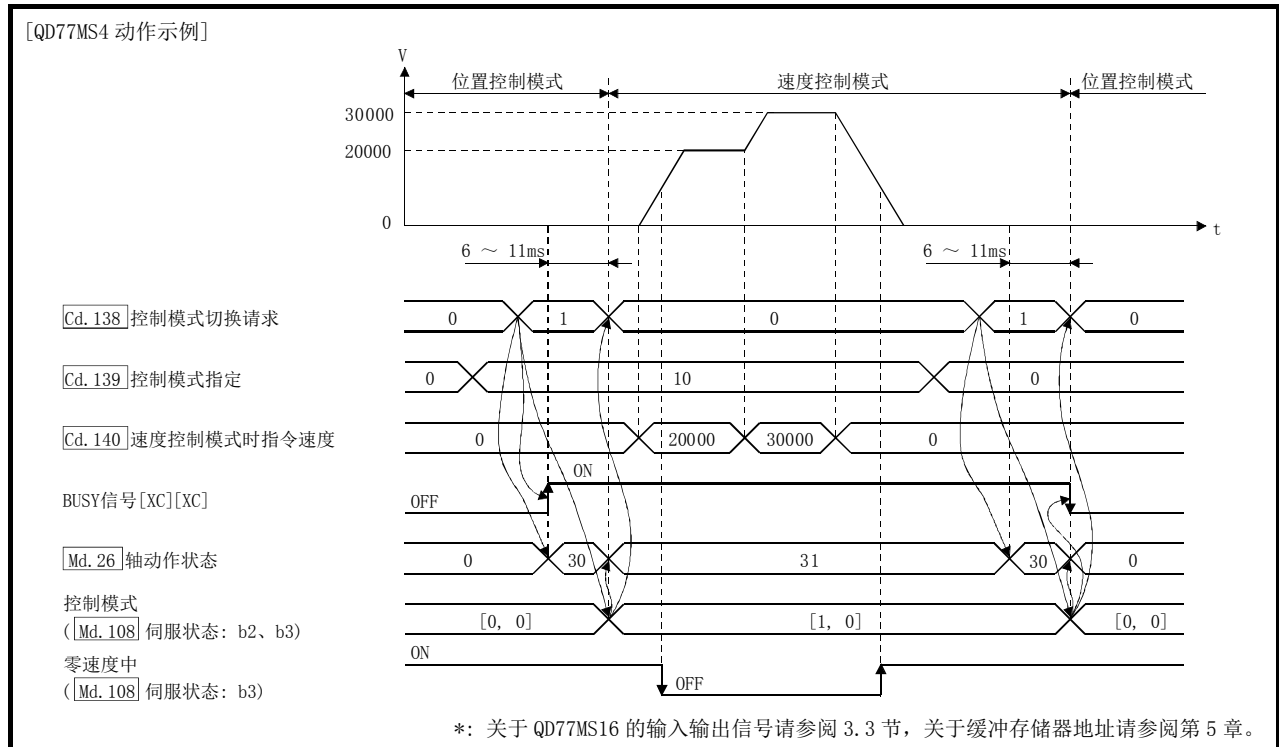 [QD77MS4 动作示例]
V
位置控制模式 速度控制模式 位置控制模式
30000
20000
0
t
6 ～ 11ms 6 ～ 11ms
Cd.138 控制模式切换请求 0 1 0 1 0
Cd.139 控制模式指定 0 10 0
Cd.140 速度控制模式时指令速度 0 20000 30000 0
ON
BUSY信号[XC][XC] OFF
Md.26 轴动作状态 0 30 31 30 0
控制模式
(Md.108 伺服状态: b2、b3) [0, 0] [1, 0] [0, 0]
零速度中 ON
(Md.108 伺服状态: b3) OFF
*: 关于 QD77MS16 的输入输出信号请参阅 3.3 节，关于缓冲存储器地址请参阅第 5 章。